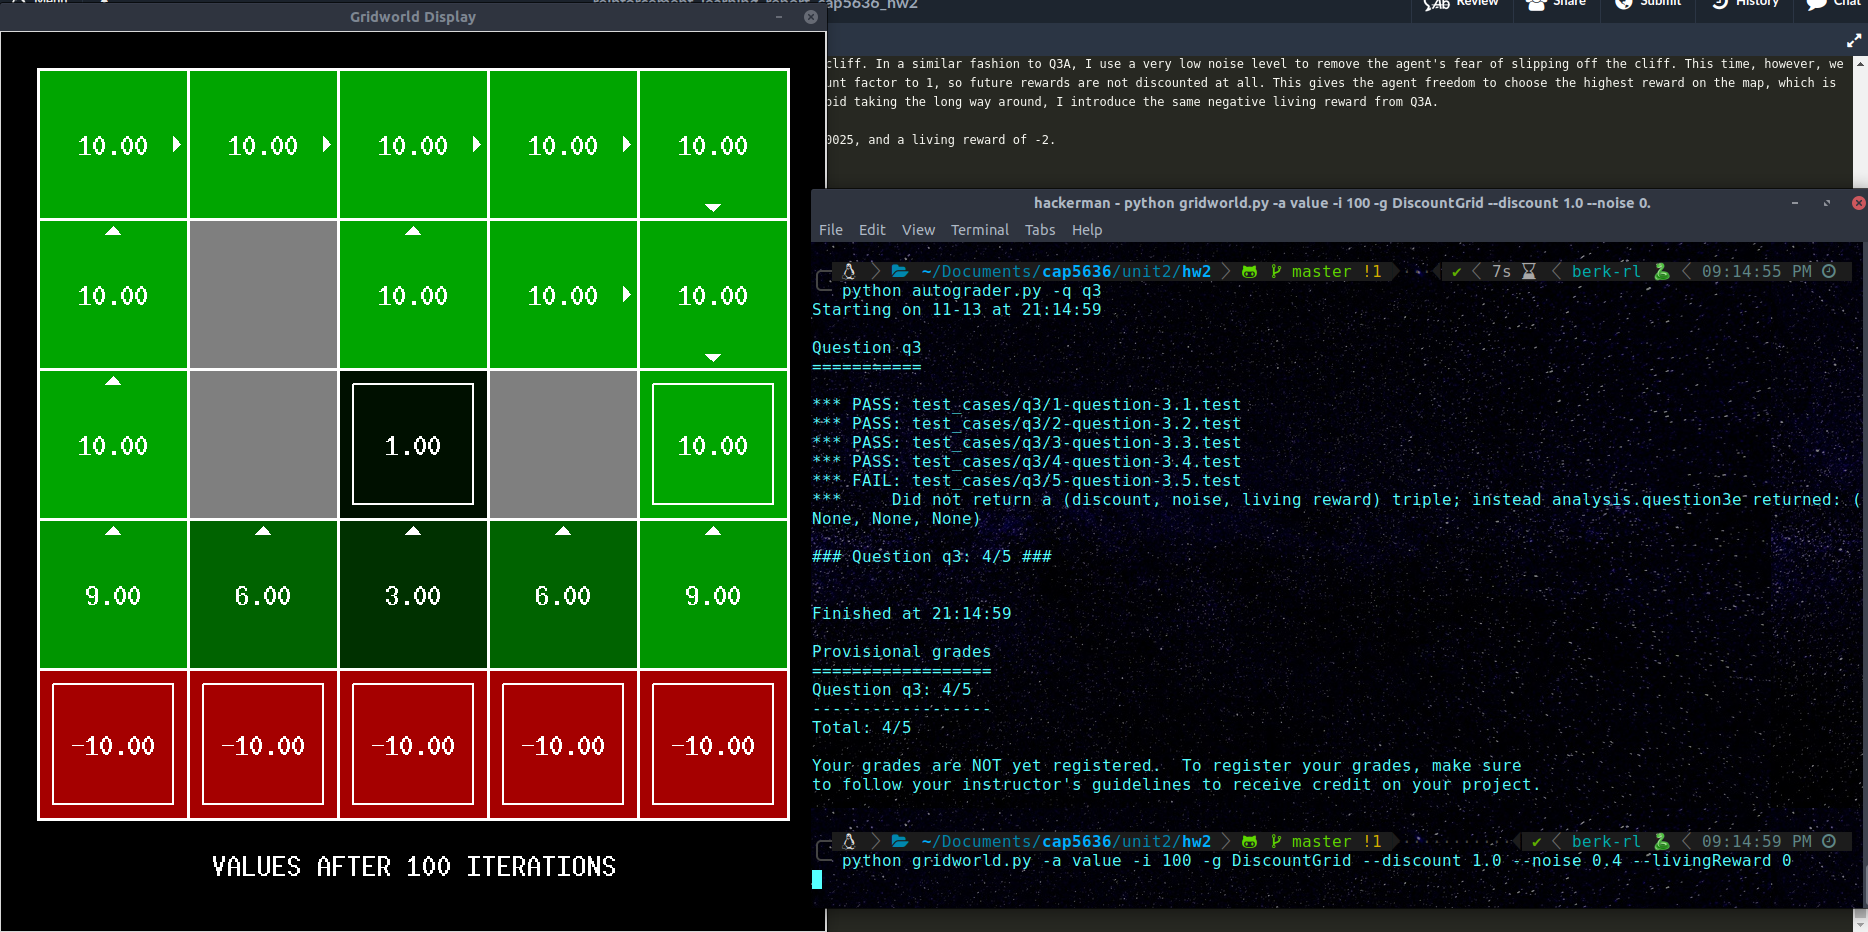 Gridworld Display
10.00 10.00 10.00 10.00 10.00
10.00 10.00 10.00 10.00
10.00 1.00 10.00
9.00 6.00 3.00 6.00 9.00
-10.00 -10.00 -10.00 -10.00 -10.00
VALUES AFTER 100 ITERATIONS
Menu
reinforcement_learning_report_cap5636_hw2
Review Share Submit History Chat
cliff. In a similar fashion to Q3A, I use a very low noise level to remove the agent's fear of slipping off the cliff. This time, however, we
unt factor to 1, so future rewards are not discounted at all. This gives the agent freedom to choose the highest reward on the map, which is
oid taking the long way around, I introduce the same negative living reward from Q3A.
0025, and a living reward of -2.
hackerman - python gridworld.py -a value -i 100 -g DiscountGrid --discount 1.0 --noise 0.
File Edit View Terminal Tabs Help
~/Documents/cap5636/unit2/hw2 master !1 ✔ 7s berk-rl 09:14:55 PM
python autograder.py -q q3
Starting on 11-13 at 21:14:59
Question q3
===========
*** PASS: test_cases/q3/1-question-3.1.test
*** PASS: test_cases/q3/2-question-3.2.test
*** PASS: test_cases/q3/3-question-3.3.test
*** PASS: test_cases/q3/4-question-3.4.test
*** FAIL: test_cases/q3/5-question-3.5.test
*** Did not return a (discount, noise, living reward) triple; instead analysis.question3e returned: (
None, None, None)
### Question q3: 4/5 ###
Finished at 21:14:59
Provisional grades
==================
Question q3: 4/5
------------------
Total: 4/5
Your grades are NOT yet registered. To register your grades, make sure
to follow your instructor's guidelines to receive credit on your project.
~/Documents/cap5636/unit2/hw2 master !1 ✔ berk-rl 09:14:59 PM
python gridworld.py -a value -i 100 -g DiscountGrid --discount 1.0 --noise 0.4 --livingReward 0